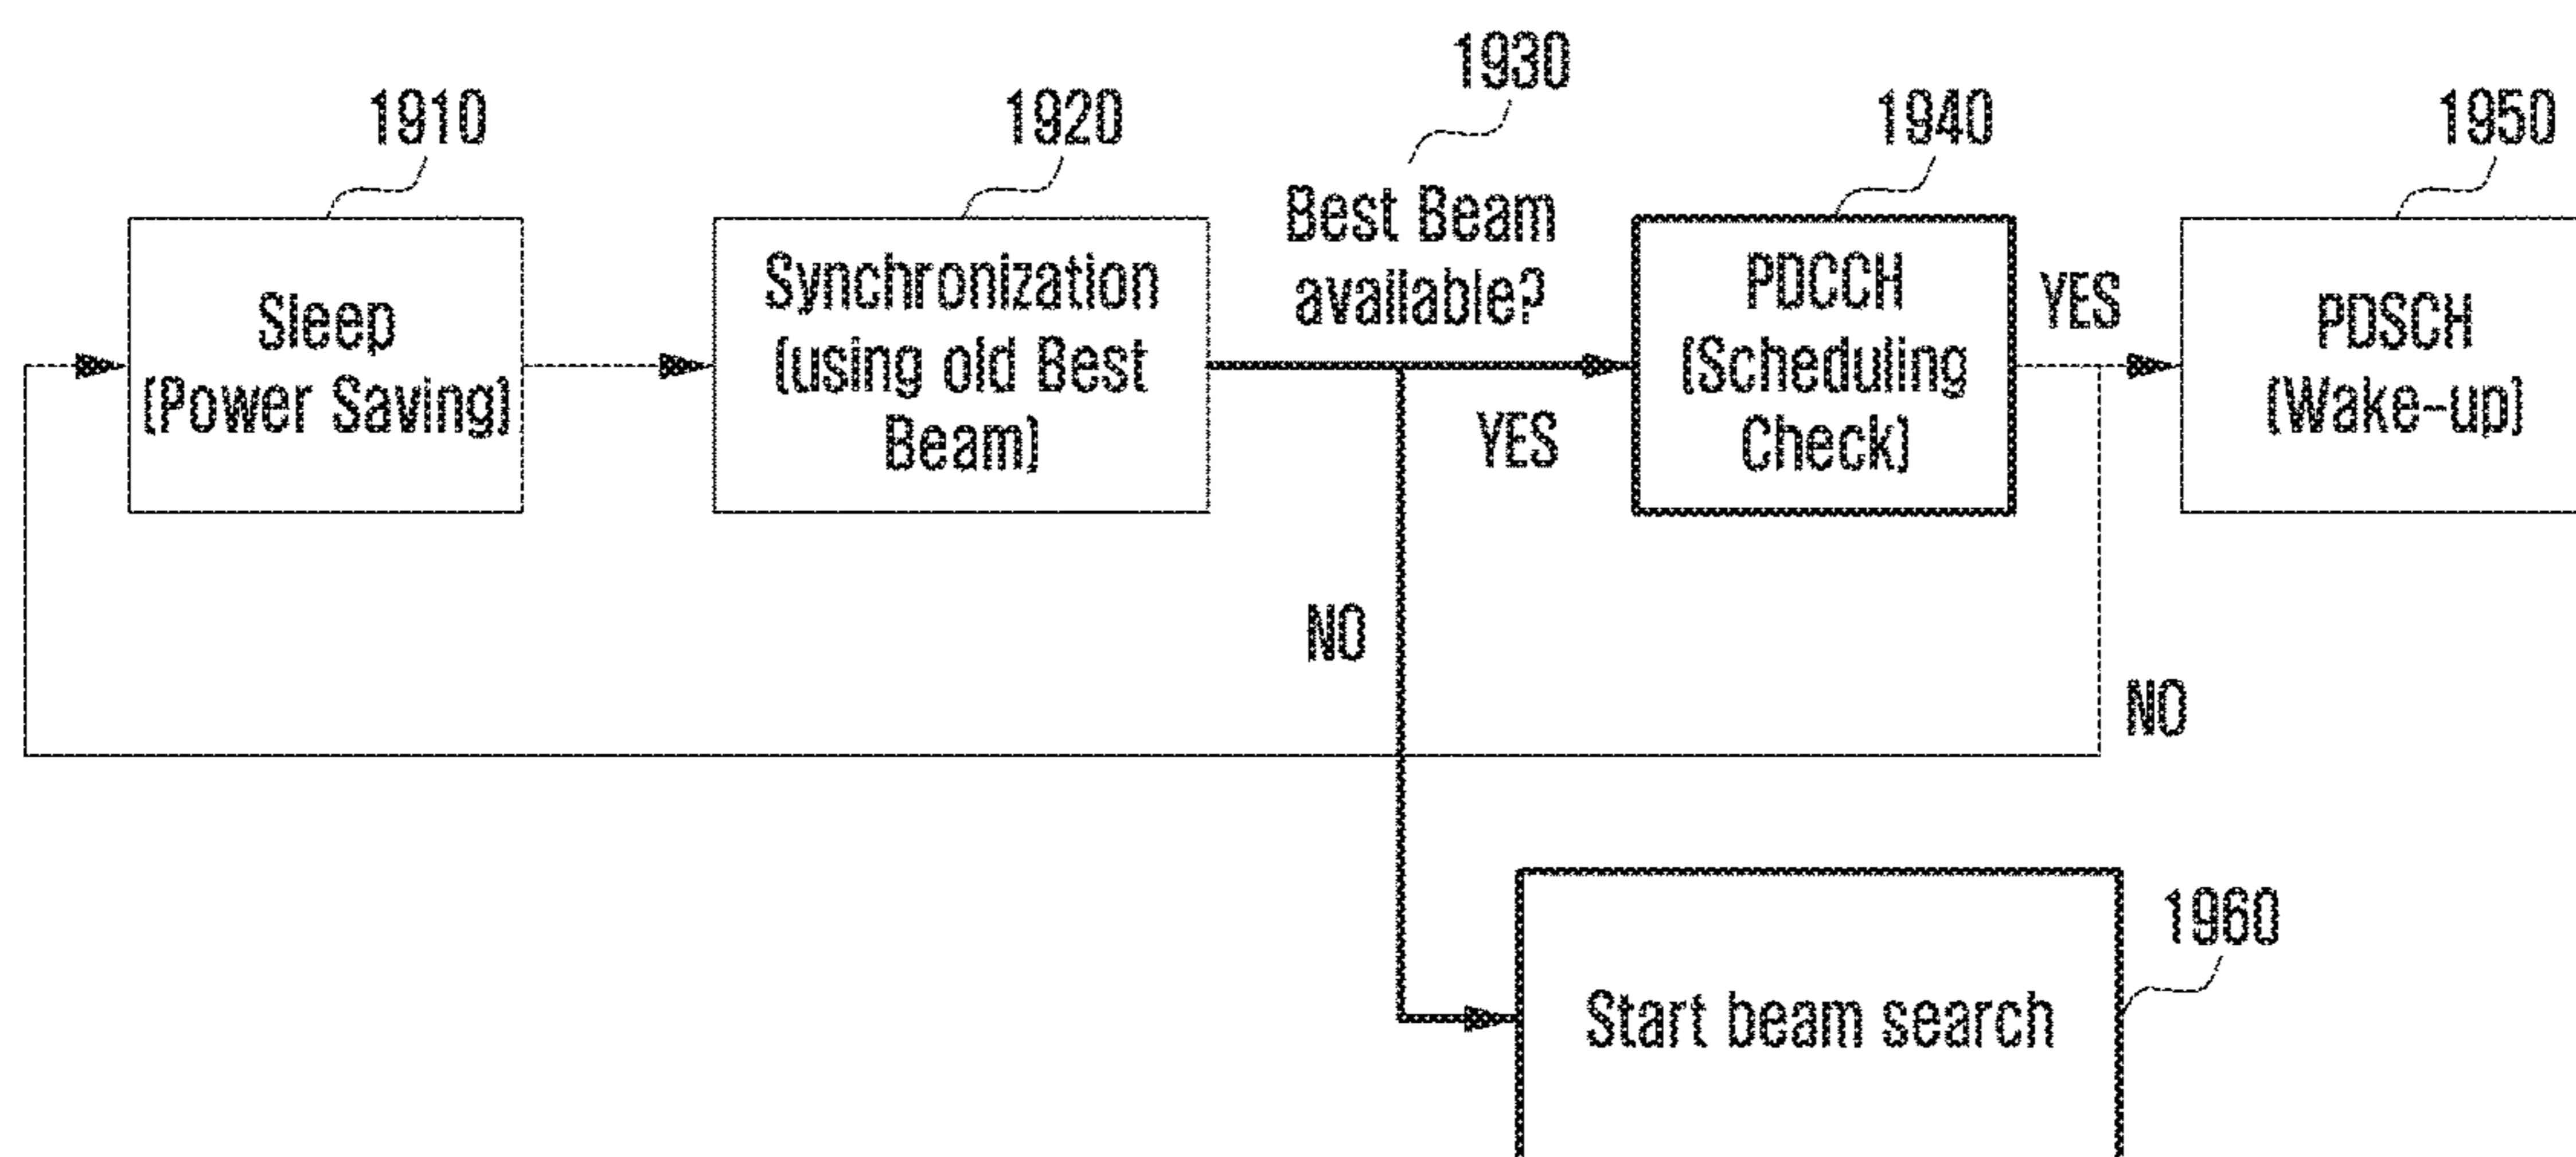 1930
1910
1920
1940
1950
Best Beam
available?
Sleep
(Power Saving)
Synchronization
(using old Best
Beam)
PDCCH
(Scheduling
Check)
YES
PDSCH
(Wake-up)
YES
NO
NO
1960
Start beam search